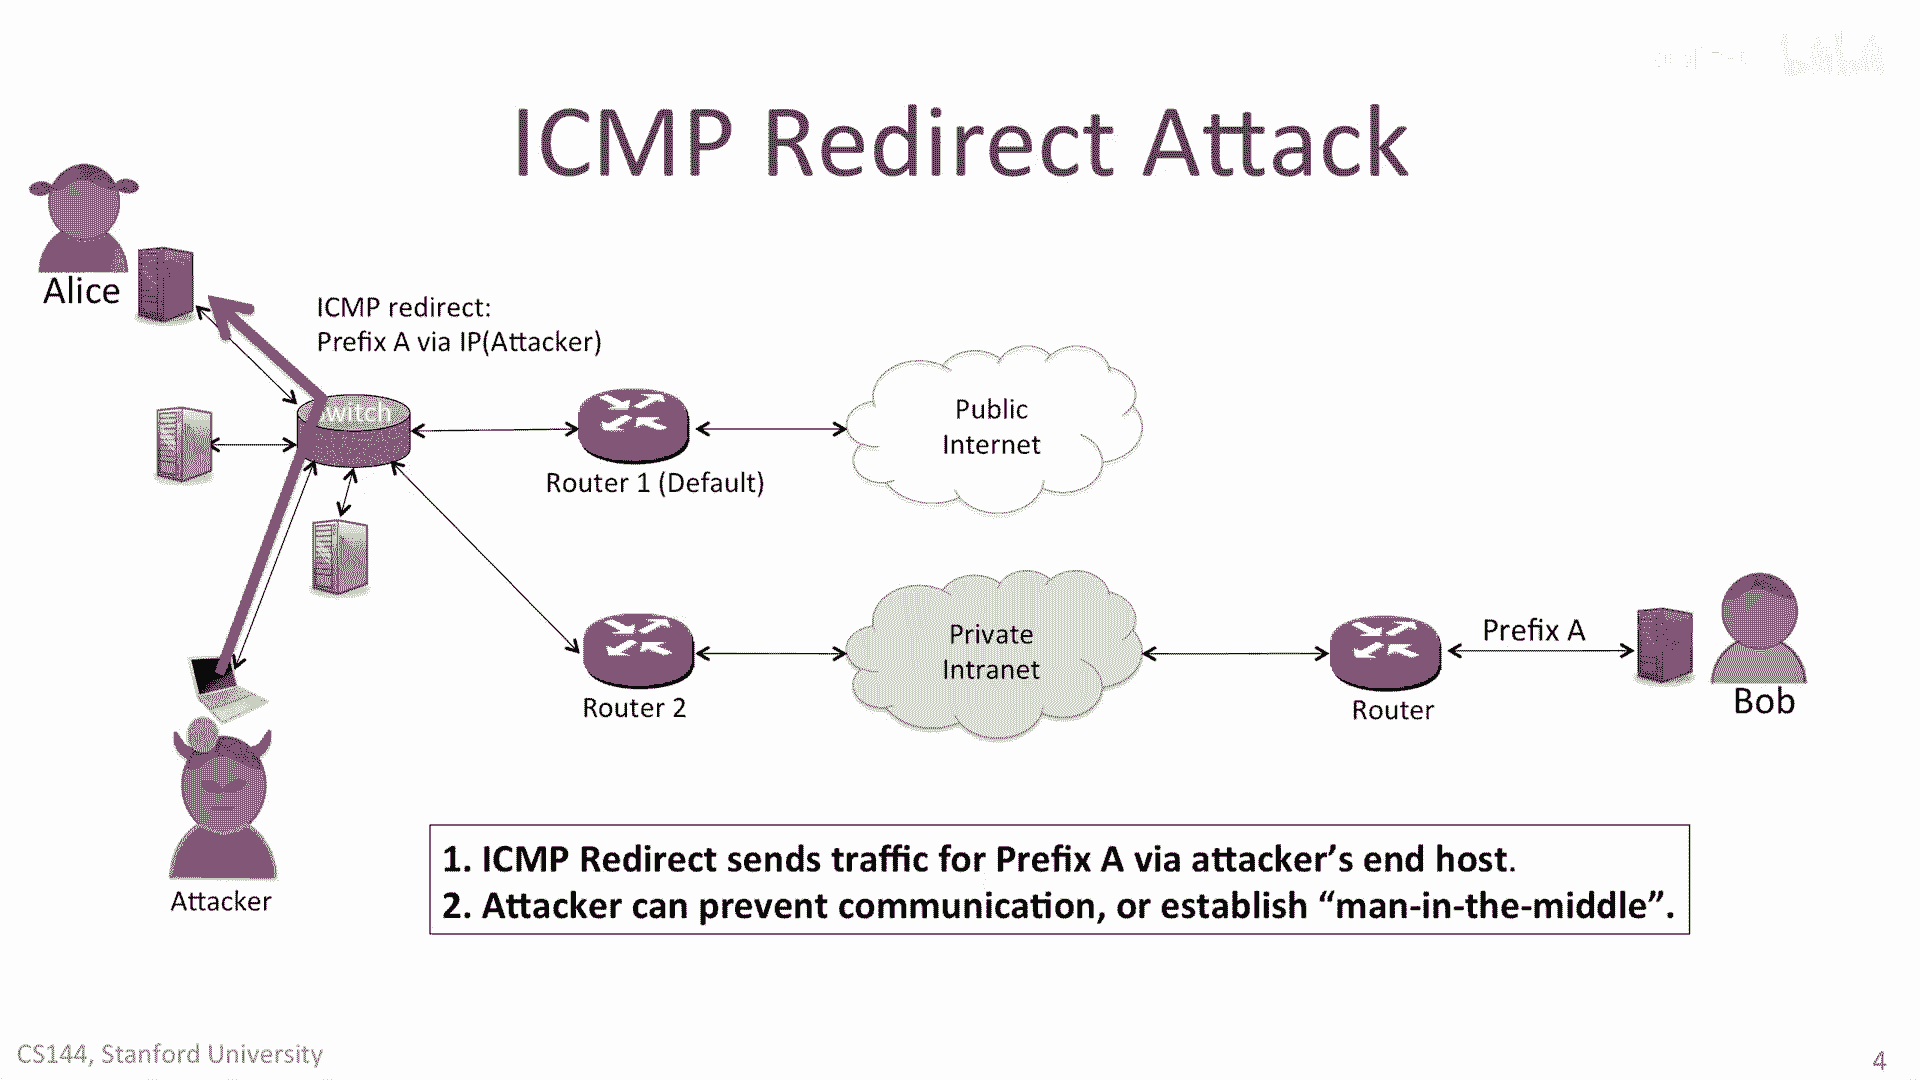 ICMP Redirect Attack
Alice
ICMP redirect:
Prefix A via IP(Attacker)
Switch
Public
Internet
Router 1 (Default)
Private
Intranet
Prefix A
Router 2
Router
Bob
Attacker
1. ICMP Redirect sends traffic for Prefix A via attacker’s end host.
2. Attacker can prevent communication, or establish “man-in-the-middle”.
CS144, Stanford University
4